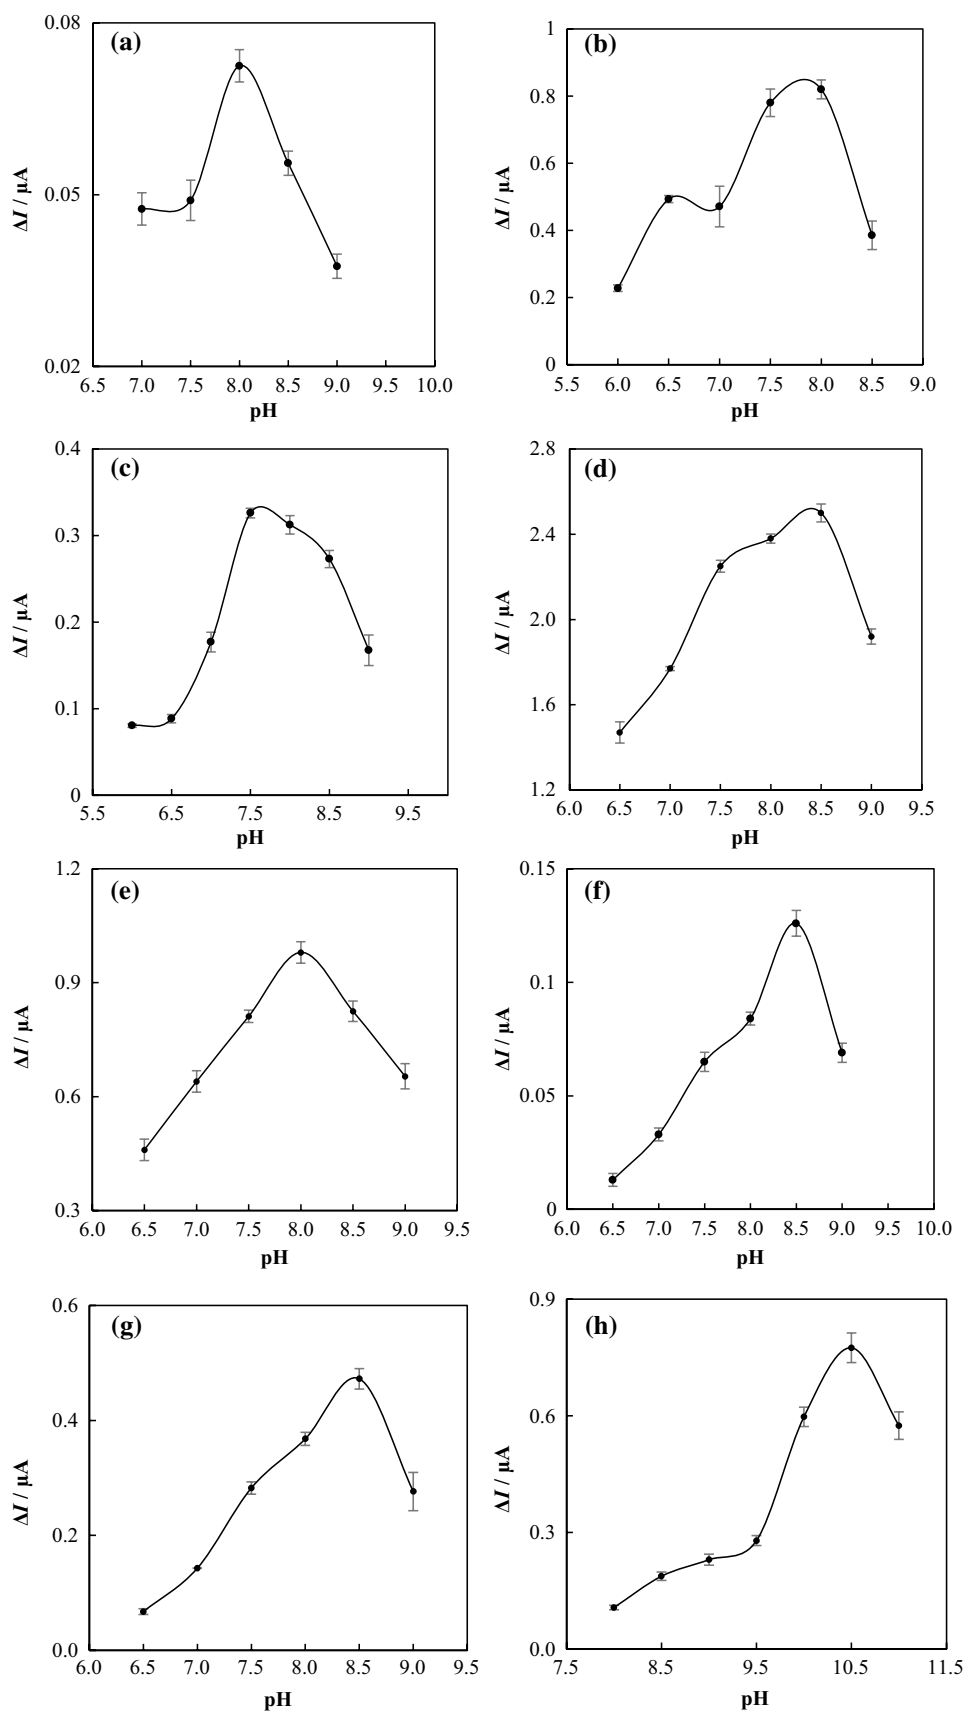 (a)
0.08
0.05
0.02
ΔI / µA
6.5 7.0 7.5 8.0 8.5 9.0 9.5 10.0
pH
(b)
1
0.8
0.6
0.4
0.2
0
ΔI / µA
5.5 6.0 6.5 7.0 7.5 8.0 8.5 9.0
pH
(c)
0.4
0.3
0.2
0.1
0
ΔI / µA
5.5 6.5 7.5 8.5 9.5
pH
(d)
2.8
2.4
2.0
1.6
1.2
ΔI / µA
6.0 6.5 7.0 7.5 8.0 8.5 9.0 9.5
pH
(e)
1.2
0.9
0.6
0.3
ΔI / µA
6.0 6.5 7.0 7.5 8.0 8.5 9.0 9.5
pH
(f)
0.15
0.1
0.05
0
ΔI / µA
6.0 6.5 7.0 7.5 8.0 8.5 9.0 9.5 10.0
pH
(g)
0.6
0.4
0.2
0.0
ΔI / µA
6.0 6.5 7.0 7.5 8.0 8.5 9.0 9.5
pH
(h)
0.9
0.6
0.3
0.0
ΔI / µA
7.5 8.5 9.5 10.5 11.5
pH